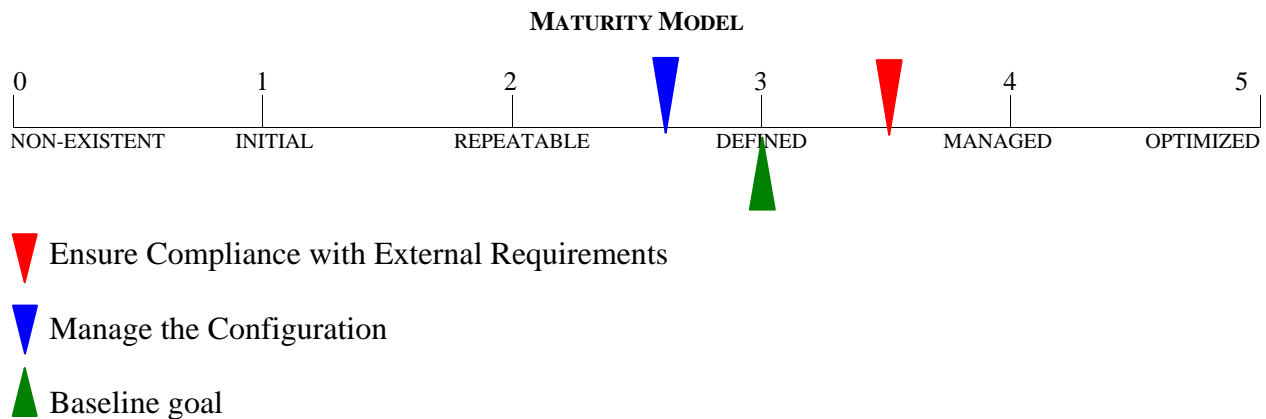 MATURITY MODEL
0 1 2 3 4 5
NON-EXISTENT INITIAL REPEATABLE DEFINED MANAGED OPTIMIZED
Ensure Compliance with External Requirements
Manage the Configuration
Baseline goal